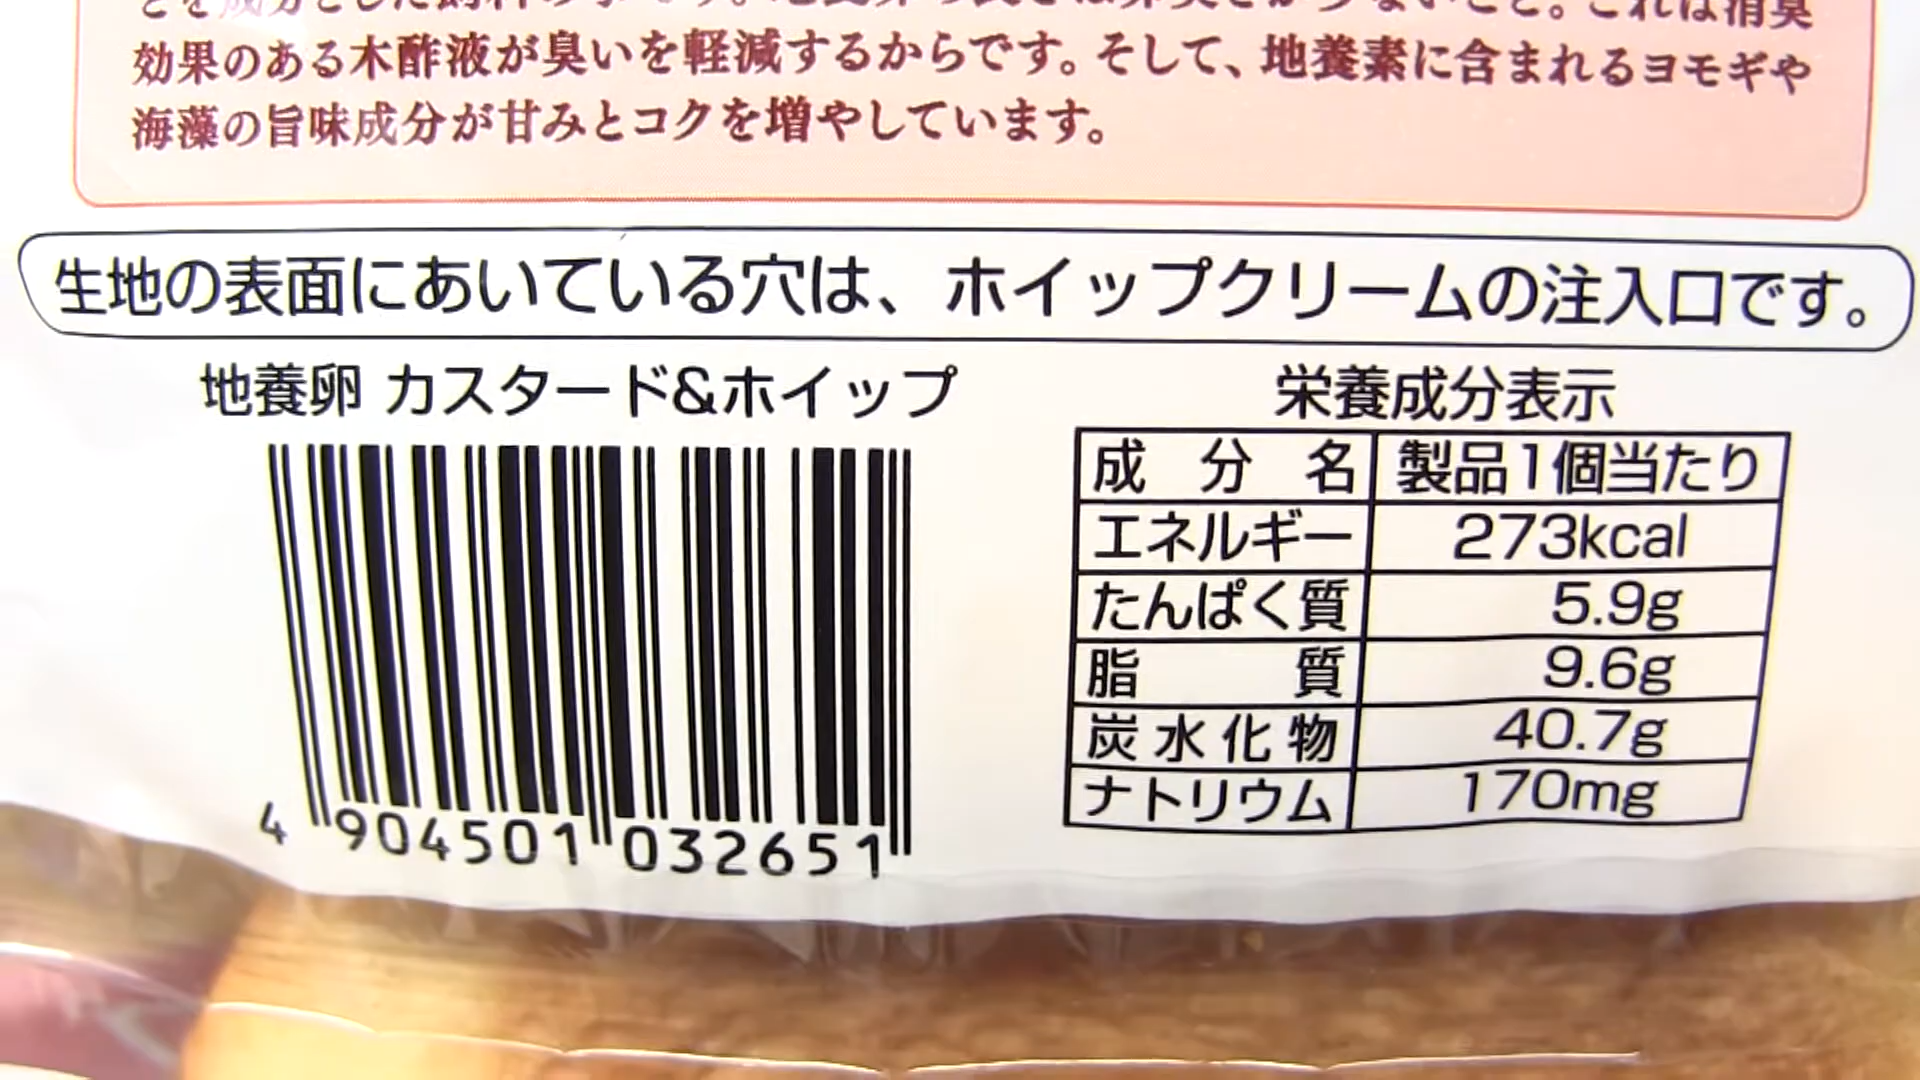 効果のある木酢液が臭いを軽減するからです。そして、地養素に含まれるヨモギや
海藻の旨味成分が甘みとコクを増やしています。
生地の表面にあいている穴は、ホイップクリームの注入口です。
地養卵 カスタード&ホイップ
4 904501 032651
栄養成分表示
成分名 製品1個当たり
エネルギー 273kcal
たんぱく質 5.9g
脂質 9.6g
炭水化物 40.7g
ナトリウム 170mg